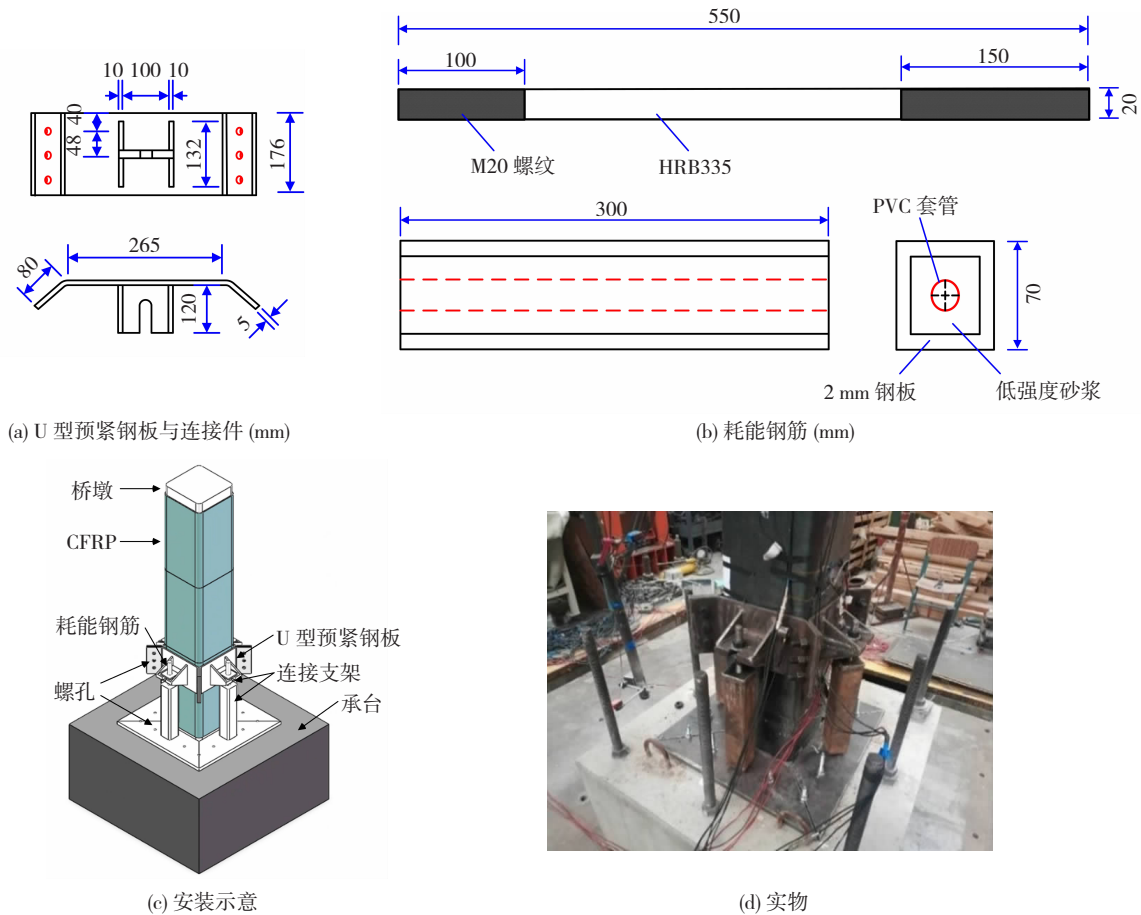 10 100 10
40
48
132
176
265
80
120
5
(a) U 型预紧钢板与连接件 (mm)
550
100
150
20
M20 螺纹
HRB335
300
PVC 套管
70
2 mm 钢板
低强度砂浆
(b) 耗能钢筋 (mm)
桥墩
CFRP
耗能钢筋
U 型预紧钢板
连接支架
螺孔
承台
(c) 安装示意
(d) 实物